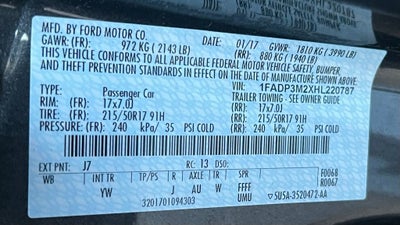 MFD. BY FORD MOTOR CO.
DATE: 01/17 GVWR: 1810 KG (3990 LB)
GAWR: (FR): 972 KG (2143 LB) (RR): 880 KG (1940 LB)
THIS VEHICLE CONFORMS TO ALL APPLICABLE FEDERAL MOTOR VEHICLE SAFETY, BUMPER,
AND THEFT PREVENTION STANDARDS IN EFFECT ON THE DATE OF MANUFACTURE SHOWN ABOVE.
VIN: 1FADP3M2XHL220787
TYPE: Passenger Car TRAILER TOWING - SEE OWNER GUIDE
RIM: 17x7.0J 17x7.0J
TIRE: 215/50R17 91H (RR): 215/50R17 91H
PRESSURE: (FR): 240 kPa/ 35 PSI COLD (RR) 240 kPa/ 35 PSI COLD
EXT PNT: J7 RC: 13 DSO: F0068
WB INT TR TP/PS R AX TR SPR R0067
YW J AU W FFFF
UMU
3201701094303 5U5A-3520472-AA